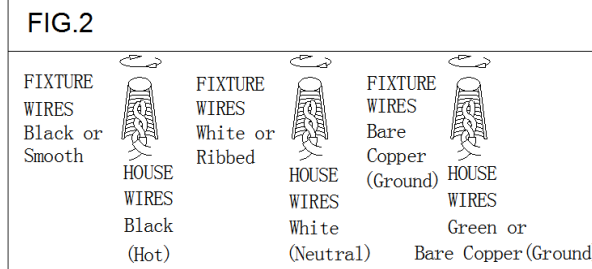 FIG.2
FIXTURE
WIRES
Black or
Smooth
HOUSE
WIRES
Black
(Hot)
FIXTURE
WIRES
White or
Ribbed
HOUSE
WIRES
White
(Neutral)
FIXTURE
WIRES
Bare
Copper
(Ground)
HOUSE
WIRES
Green or
Bare Copper(Ground